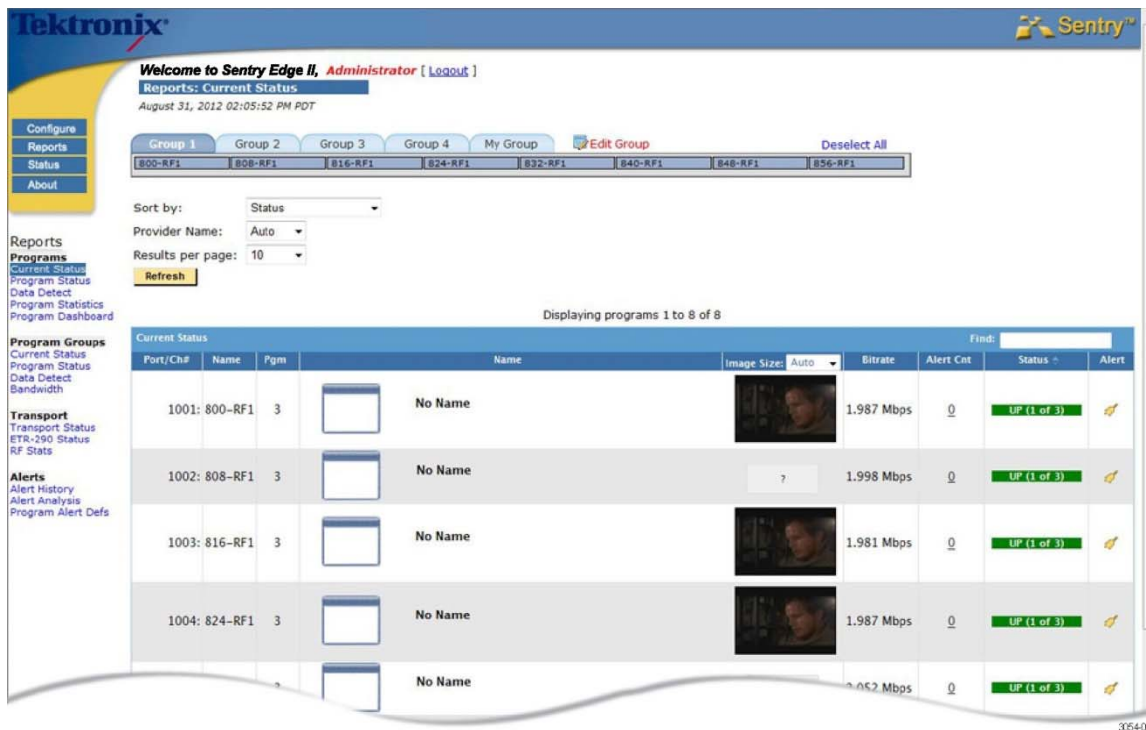 Tektronix
Sentry™
Welcome to Sentry Edge II, Administrator [ Logout ]
Reports: Current Status
August 31, 2012 02:05:52 PM PDT
Configure
Reports
Status
About
Group 1 Group 2 Group 3 Group 4 My Group Edit Group Deselect All
800-RF1 808-RF1 816-RF1 824-RF1 832-RF1 840-RF1 848-RF1 856-RF1
Sort by: Status
Provider Name: Auto
Results per page: 10
Refresh
Reports
Programs
Current Status
Program Status
Data Detect
Program Statistics
Program Dashboard
Program Groups
Current Status
Program Status
Data Detect
Bandwidth
Transport
Transport Status
ETR-290 Status
RF Stats
Alerts
Alert History
Alert Analysis
Program Alert Defs
Displaying programs 1 to 8 of 8
Current Status Find:
Port/Ch# Name Pgm Name Image Size: Auto Bitrate Alert Cnt Status Alert
1001: 800-RF1 3 No Name 1.987 Mbps 0 UP (1 of 3)
1002: 808-RF1 3 No Name ? 1.998 Mbps 0 UP (1 of 3)
1003: 816-RF1 3 No Name 1.981 Mbps 0 UP (1 of 3)
1004: 824-RF1 3 No Name 1.987 Mbps 0 UP (1 of 3)
No Name Mbps 0 UP (1 of 3)